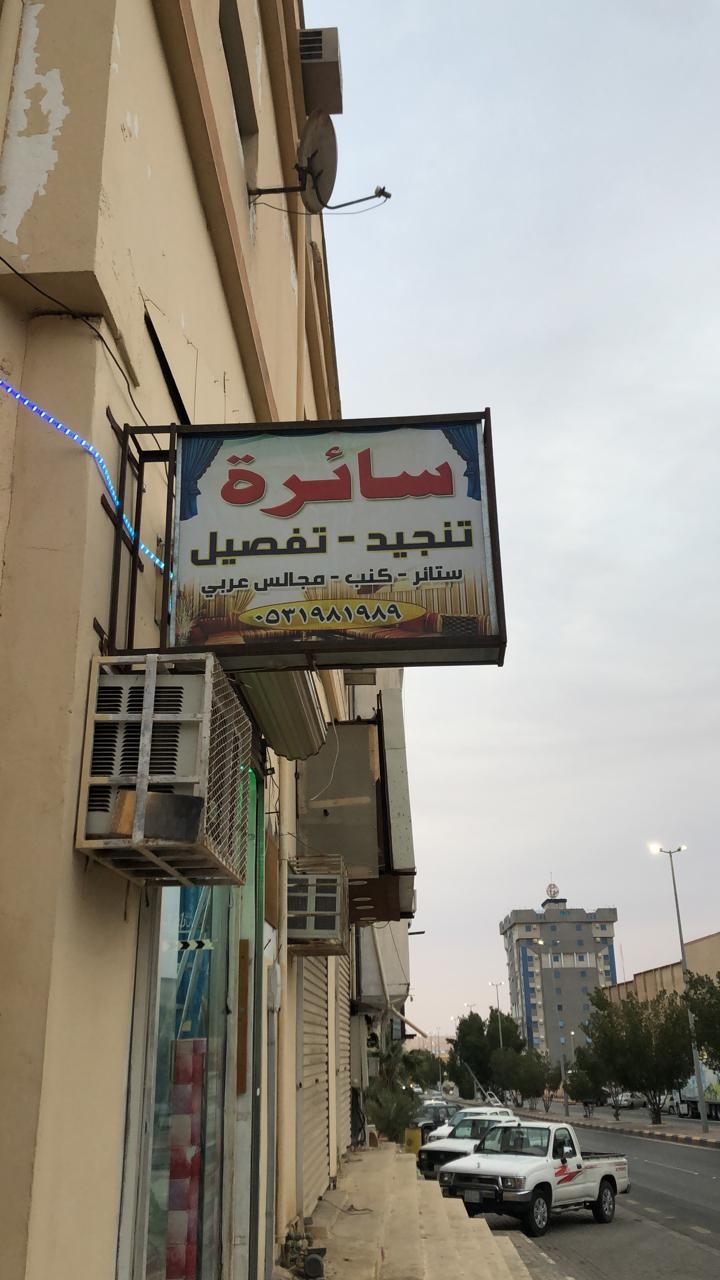 سائرة
تنجيد - تفصيل
ستائر - كنب - مجالس عربي
٠٥٣١٩٨١٩٨٩